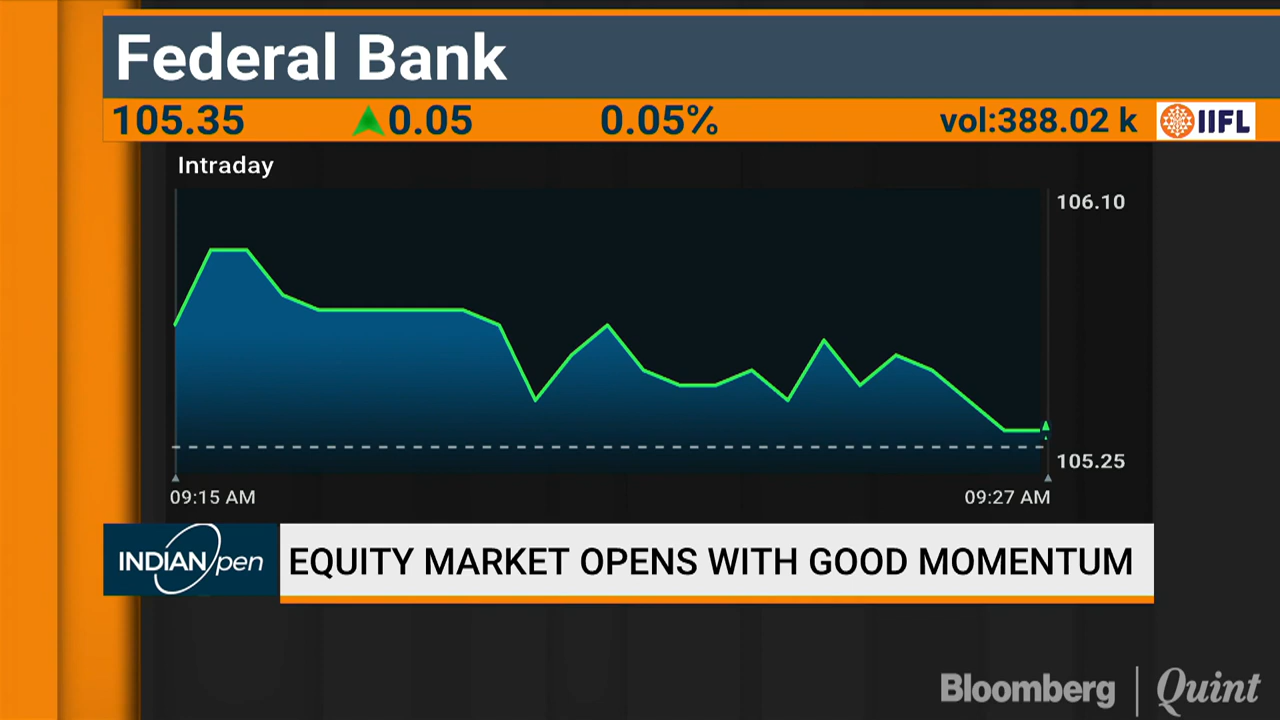 Federal Bank
105.35 0.05 0.05% vol:388.02 k IIFL
Intraday
106.10
105.25
09:15 AM 09:27 AM
INDIAN Open EQUITY MARKET OPENS WITH GOOD MOMENTUM
Bloomberg | Quint